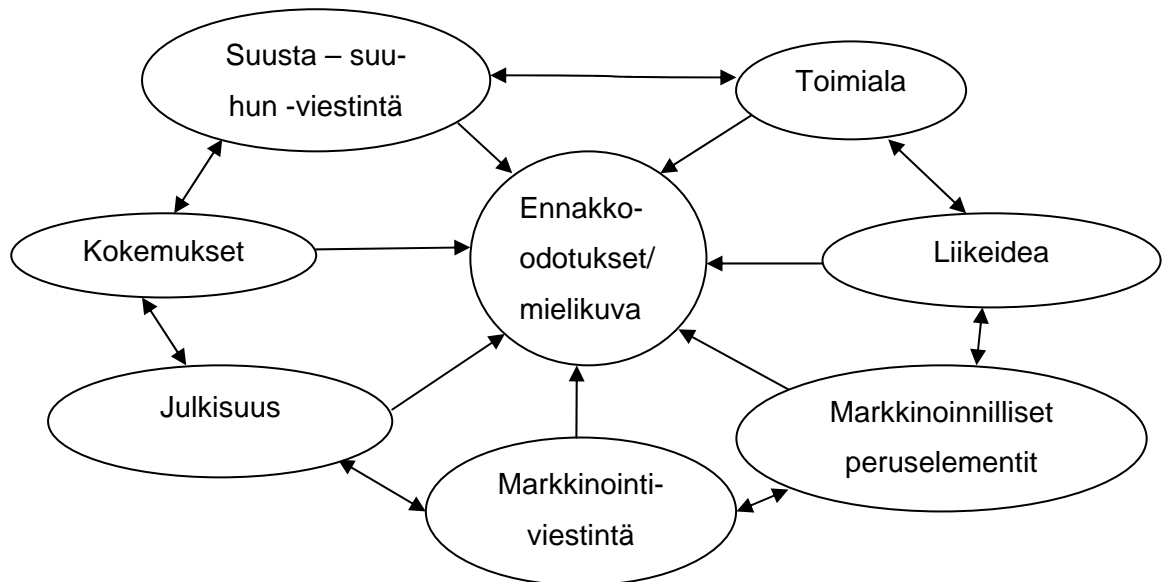 Suusta – suu-
hun -viestintä
Toimiala
Ennakko-
odotukset/
mielikuva
Kokemukset
Liikeidea
Julkisuus
Markkinoinnilliset
peruselementit
Markkinointi-
viestintä